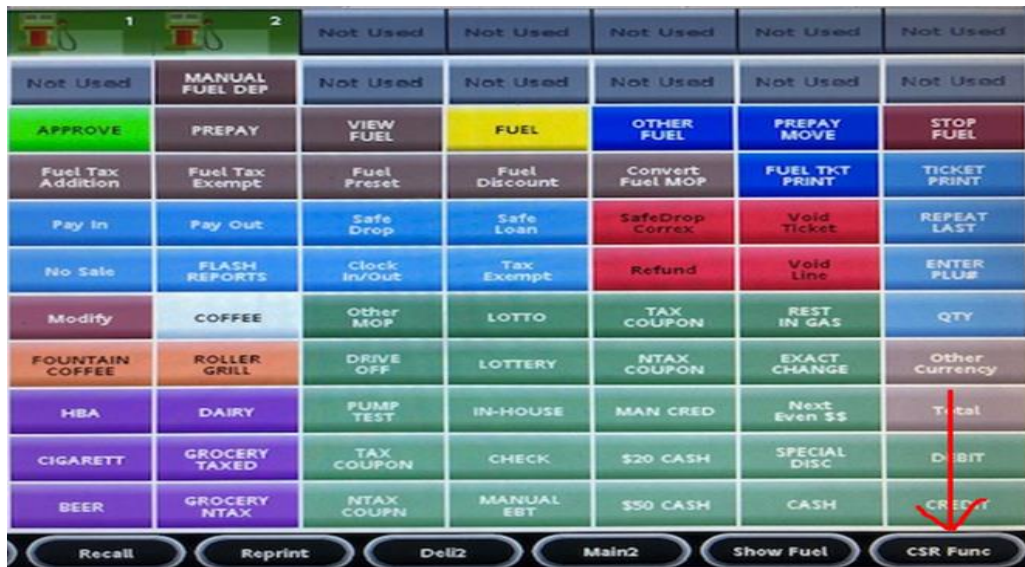 1 2 Not Used Not Used Not Used Not Used Not Used
Not Used MANUAL FUEL DEP Not Used Not Used Not Used Not Used Not Used
APPROVE PREPAY VIEW FUEL FUEL OTHER FUEL PREPAY MOVE STOP FUEL
Fuel Tax Addition Fuel Tax Exempt Fuel Preset Fuel Discount Convert Fuel MOP FUEL TKT PRINT TICKET PRINT
Pay In Pay Out Safe Drop Safe Loan SafeDrop Correx Void Ticket REPEAT LAST
No Sale FLASH REPORTS Clock In/Out Tax Exempt Refund Void Line ENTER PLU#
Modify COFFEE Other MOP LOTTO TAX COUPON REST IN GAS QTY
FOUNTAIN COFFEE ROLLER GRILL DRIVE OFF LOTTERY NTAX COUPON EXACT CHANGE Other Currency
HBA DAIRY PUMP TEST IN-HOUSE MAN CRED Next Even $$ Total
CIGARETT GROCERY TAXED TAX COUPON CHECK $20 CASH SPECIAL DISC DEBIT
BEER GROCERY NTAX NTAX COUPN MANUAL EBT $50 CASH CASH CREDIT
Recall Reprint Deli2 Main2 Show Fuel CSR Func